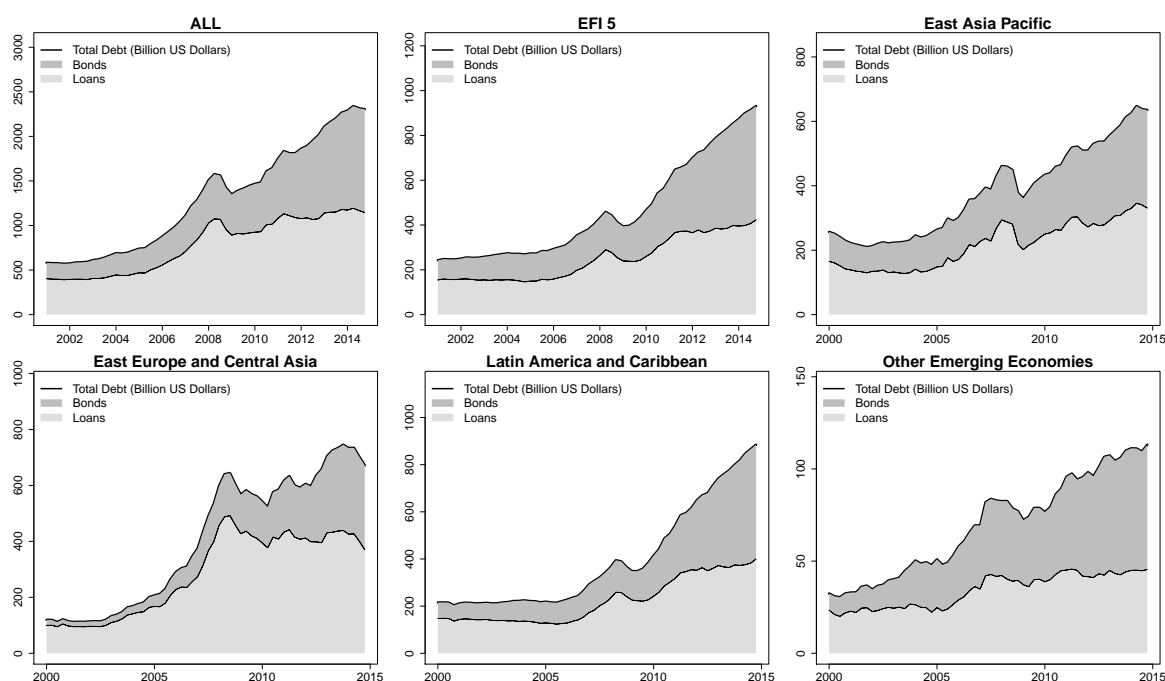 ALL
Total Debt (Billion US Dollars)
Bonds
Loans
0 500 1000 1500 2000 2500 3000
2002 2004 2006 2008 2010 2012 2014
EFI 5
Total Debt (Billion US Dollars)
Bonds
Loans
0 200 400 600 800 1000 1200
2002 2004 2006 2008 2010 2012 2014
East Asia Pacific
Total Debt (Billion US Dollars)
Bonds
Loans
0 200 400 600 800
2000 2005 2010 2015
East Europe and Central Asia
Total Debt (Billion US Dollars)
Bonds
Loans
0 200 400 600 800 1000
2000 2005 2010 2015
Latin America and Caribbean
Total Debt (Billion US Dollars)
Bonds
Loans
0 200 400 600 800 1000
2000 2005 2010 2015
Other Emerging Economies
Total Debt (Billion US Dollars)
Bonds
Loans
0 50 100 150
2000 2005 2010 2015